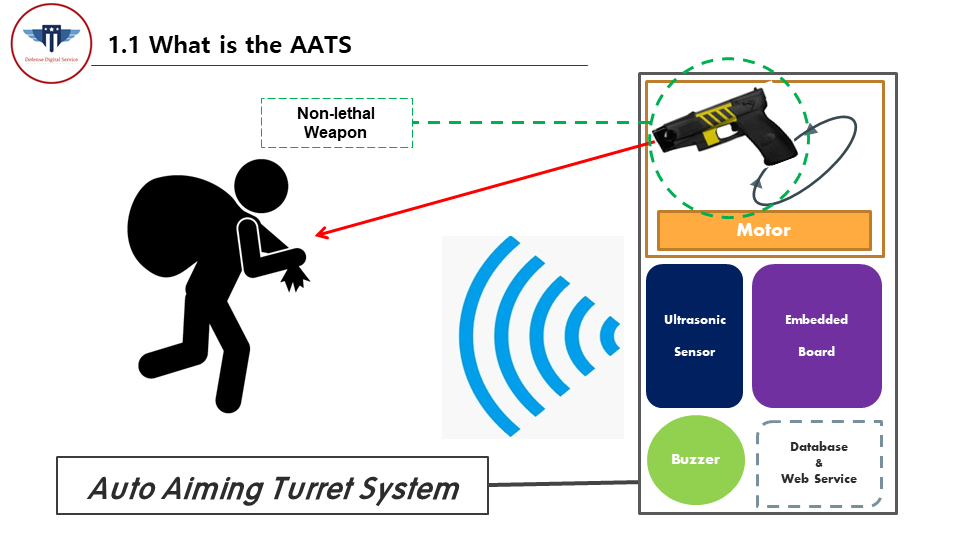 Defense Digital Service
1.1 What is the AATS
Non-lethal
Weapon
Motor
Ultrasonic
Sensor
Embedded
Board
Buzzer
Database
&
Web Service
Auto Aiming Turret System